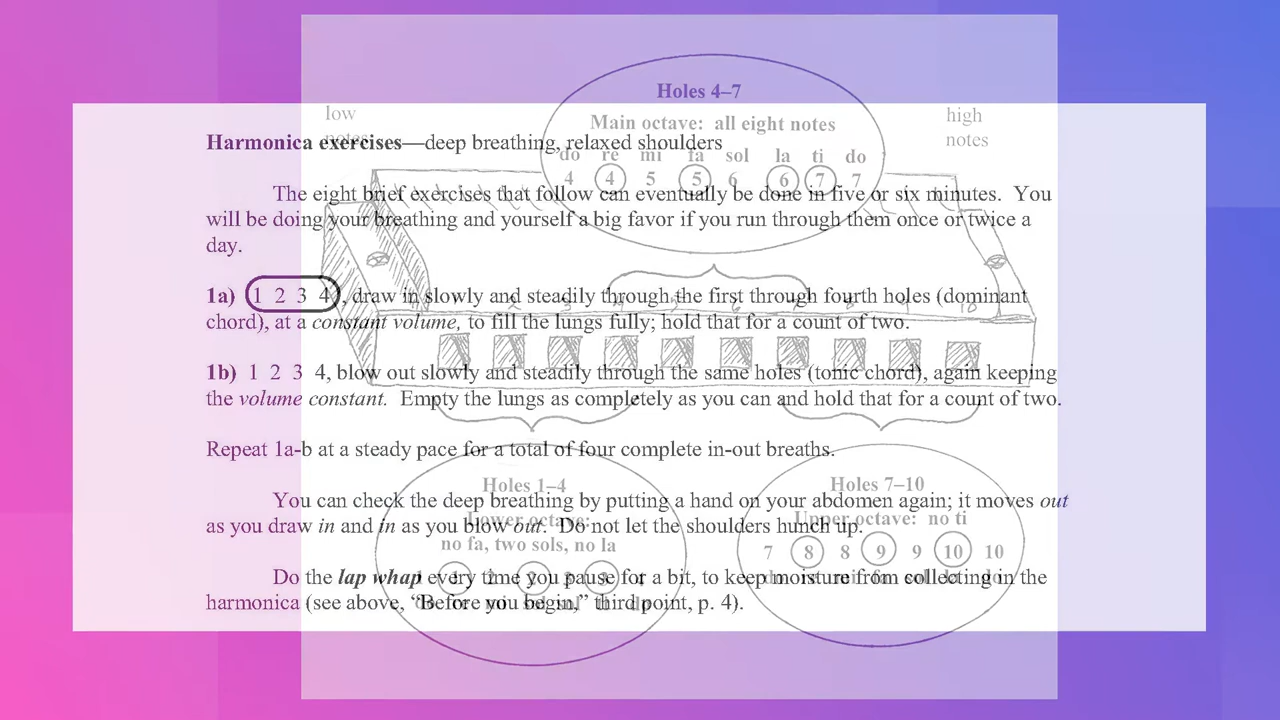 low
notes
Holes 4–7
Main octave: all eight notes
do re mi fa sol la ti do
4 4 5 5 6 6 7 7
high
notes
Harmonica exercises—deep breathing, relaxed shoulders
The eight brief exercises that follow can eventually be done in five or six minutes. You
will be doing your breathing and yourself a big favor if you run through them once or twice a
day.
1a) 1 2 3 4, draw in slowly and steadily through the first through fourth holes (dominant
chord), at a constant volume, to fill the lungs fully; hold that for a count of two.
1b) 1 2 3 4, blow out slowly and steadily through the same holes (tonic chord), again keeping
the volume constant. Empty the lungs as completely as you can and hold that for a count of two.
Repeat 1a-b at a steady pace for a total of four complete in-out breaths.
You can check the deep breathing by putting a hand on your abdomen again; it moves out
as you draw in and in as you blow out. Do not let the shoulders hunch up.
Do the lap whap every time you pause for a bit, to keep moisture from collecting in the
harmonica (see above, “Before you begin,” third point, p. 4).
Holes 1–4
Lower octave:
no fa, two sols, no la
Holes 7–10
Upper octave: no ti
7 8 8 9 9 10 10